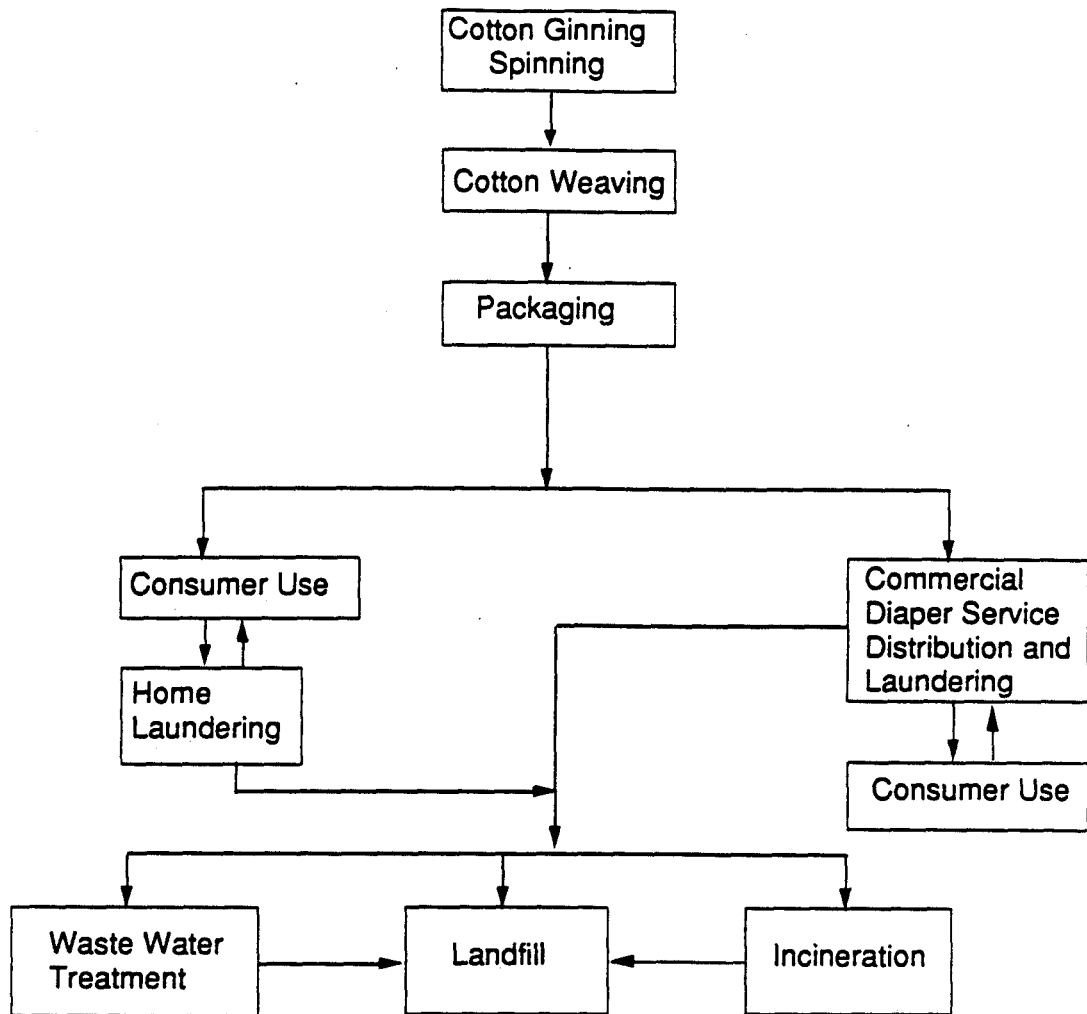 Cotton Ginning
Spinning
Cotton Weaving
Packaging
Consumer Use
Commercial
Diaper Service
Distribution and
Laundering
Home
Laundering
Consumer Use
Waste Water
Treatment
Landfill
Incineration